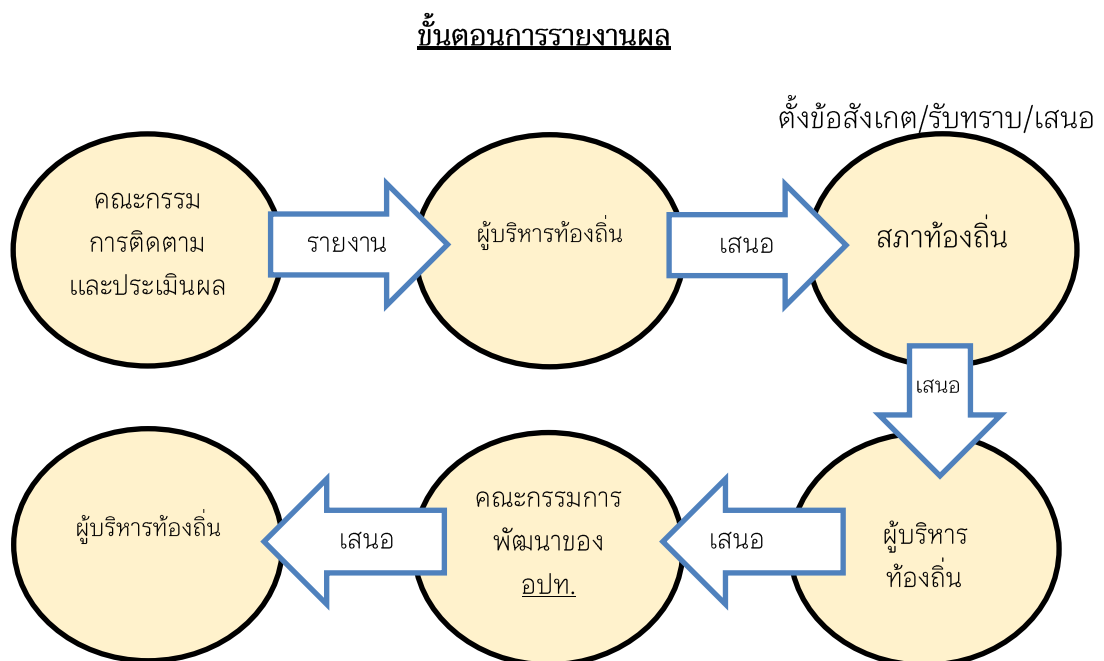 ขั้นตอนการรายงานผล
ตั้งข้อสังเกต/รับทราบ/เสนอ
คณะกรรม
การติดตาม
และประเมินผล
รายงาน
ผู้บริหารท้องถิ่น
เสนอ
สภาท้องถิ่น
เสนอ
ผู้บริหาร
ท้องถิ่น
เสนอ
คณะกรรมการ
พัฒนาของ
อปท.
เสนอ
ผู้บริหารท้องถิ่น